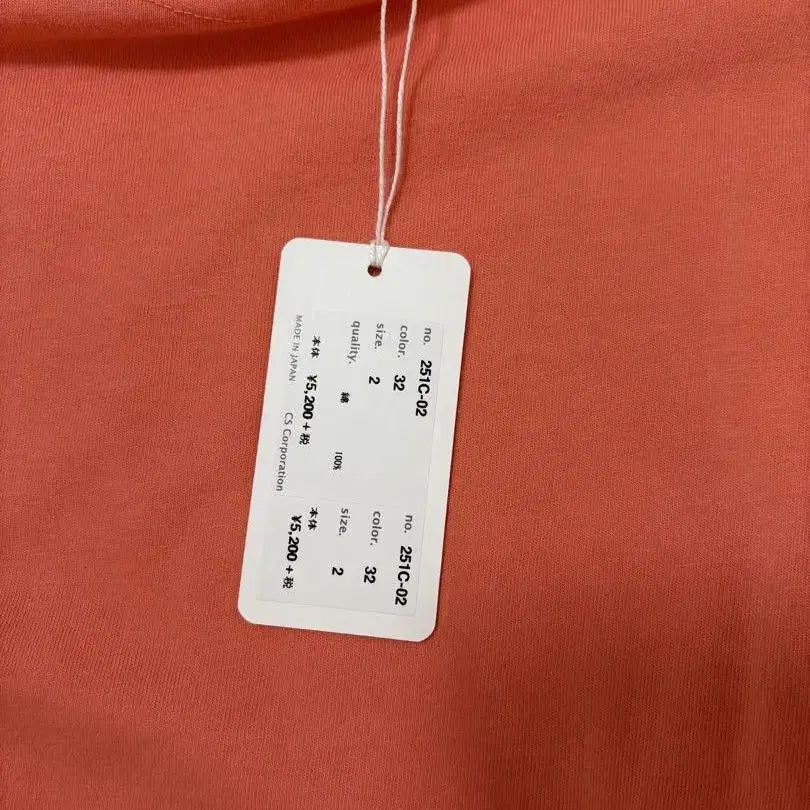 no. 251C-02
color. 32
size. 2
quality. 綿 100%
本体 ¥5,200+税
MADE IN JAPAN CS Corporation
no. 251C-02
color. 32
size. 2
本体 ¥5,200+税